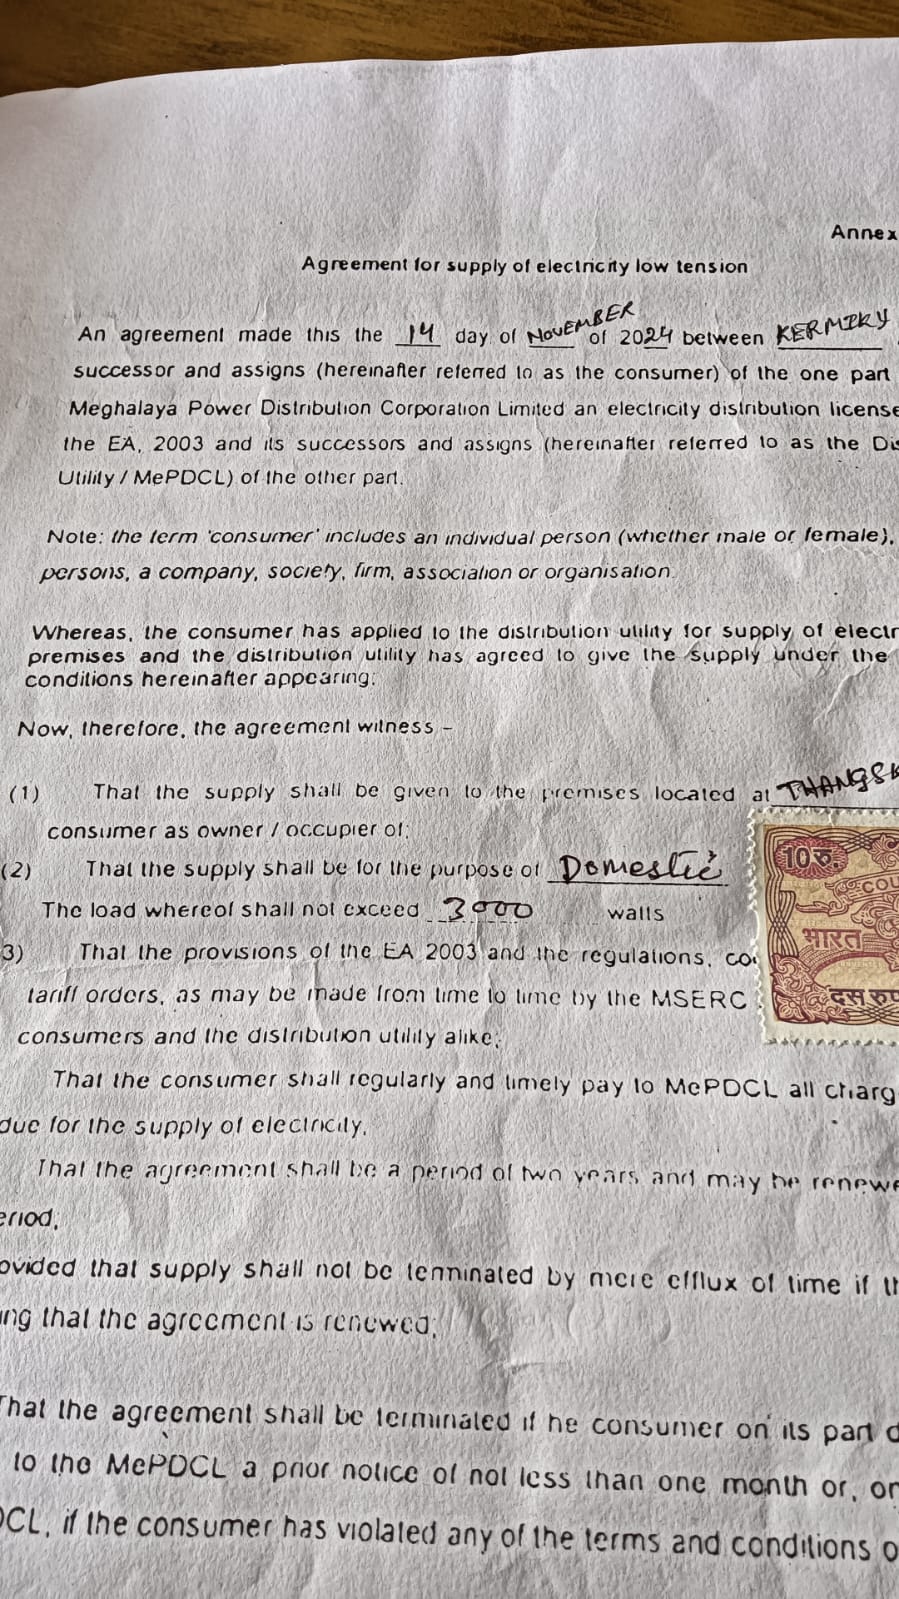 Annex
Agreement for supply of electricity low tension
An agreement made this the 14 day of NOVEMBER of 2024 between KERMIKY
successor and assigns (hereinafter referred to as the consumer) of the one part
Meghalaya Power Distribution Corporation Limited an electricity distribution license
the EA, 2003 and its successors and assigns (hereinafter referred to as the Dis
Utility / MePDCL) of the other part.
Note: the term 'consumer' includes an individual person (whether male or female),
persons, a company, society, firm, association or organisation.
Whereas, the consumer has applied to the distribution utility for supply of electr
premises and the distribution utility has agreed to give the supply under the
conditions hereinafter appearing:
Now, therefore, the agreement witness –
(1) That the supply shall be given to the premises located at THANGSK
consumer as owner / occupier of;
(2) That the supply shall be for the purpose of Domestic
The load whereof shall not exceed 3000 watts
3) That the provisions of the EA 2003 and the regulations, co
tariff orders, as may be made from time to time by the MSERC
consumers and the distribution utility alike;
That the consumer shall regularly and timely pay to MePDCL all charg
due for the supply of electricity.
That the agreement shall be a period of two years and may be renewe
eriod;
ovided that supply shall not be terminated by mere efflux of time if th
ing that the agreement is renewed;
That the agreement shall be terminated if he consumer on its part d
to the MePDCL a prior notice of not less than one month or, on
DCL, if the consumer has violated any of the terms and conditions o
10रु.
COU
भारत
दस रुप